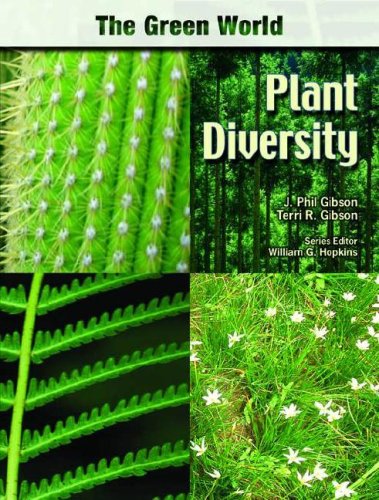 The Green World
Plant
Diversity
J. Phil Gibson
Terri R. Gibson
Series Editor
William G. Hopkins